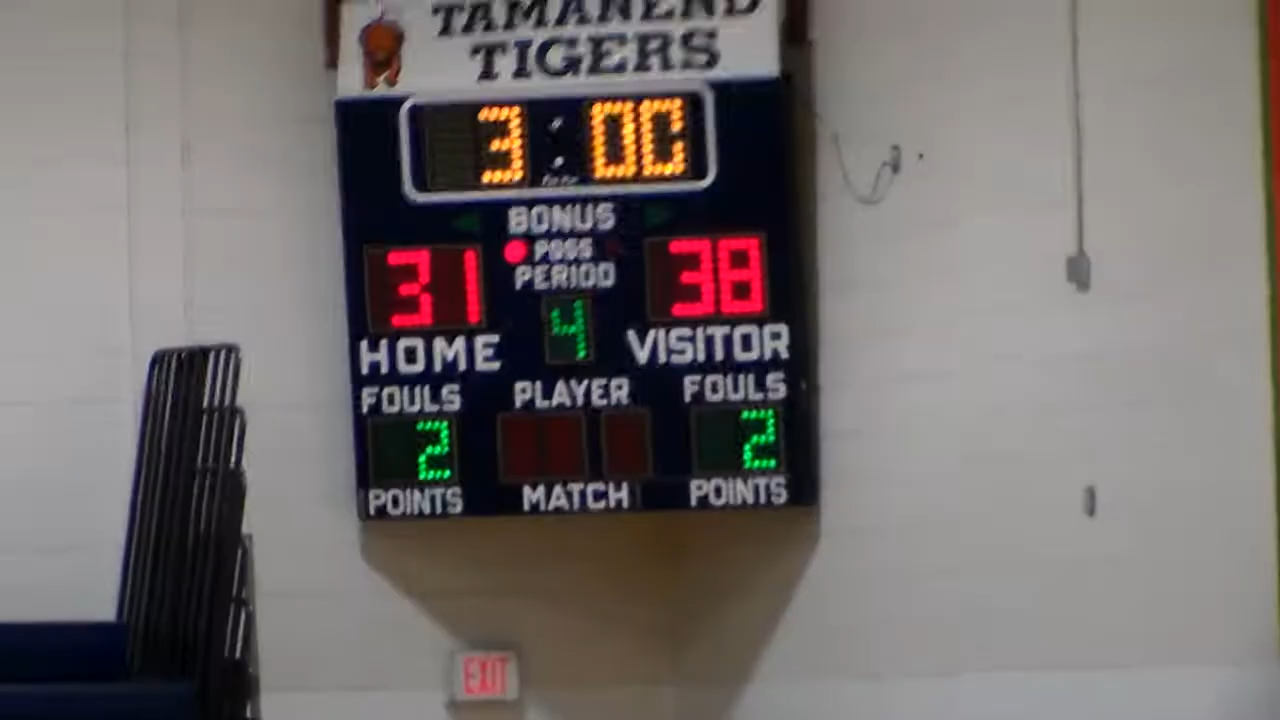 TAMANEND
TIGERS
3:00
BONUS
POSS
PERIOD
31 4 38
HOME VISITOR
FOULS PLAYER FOULS
2 2
POINTS MATCH POINTS
EXIT